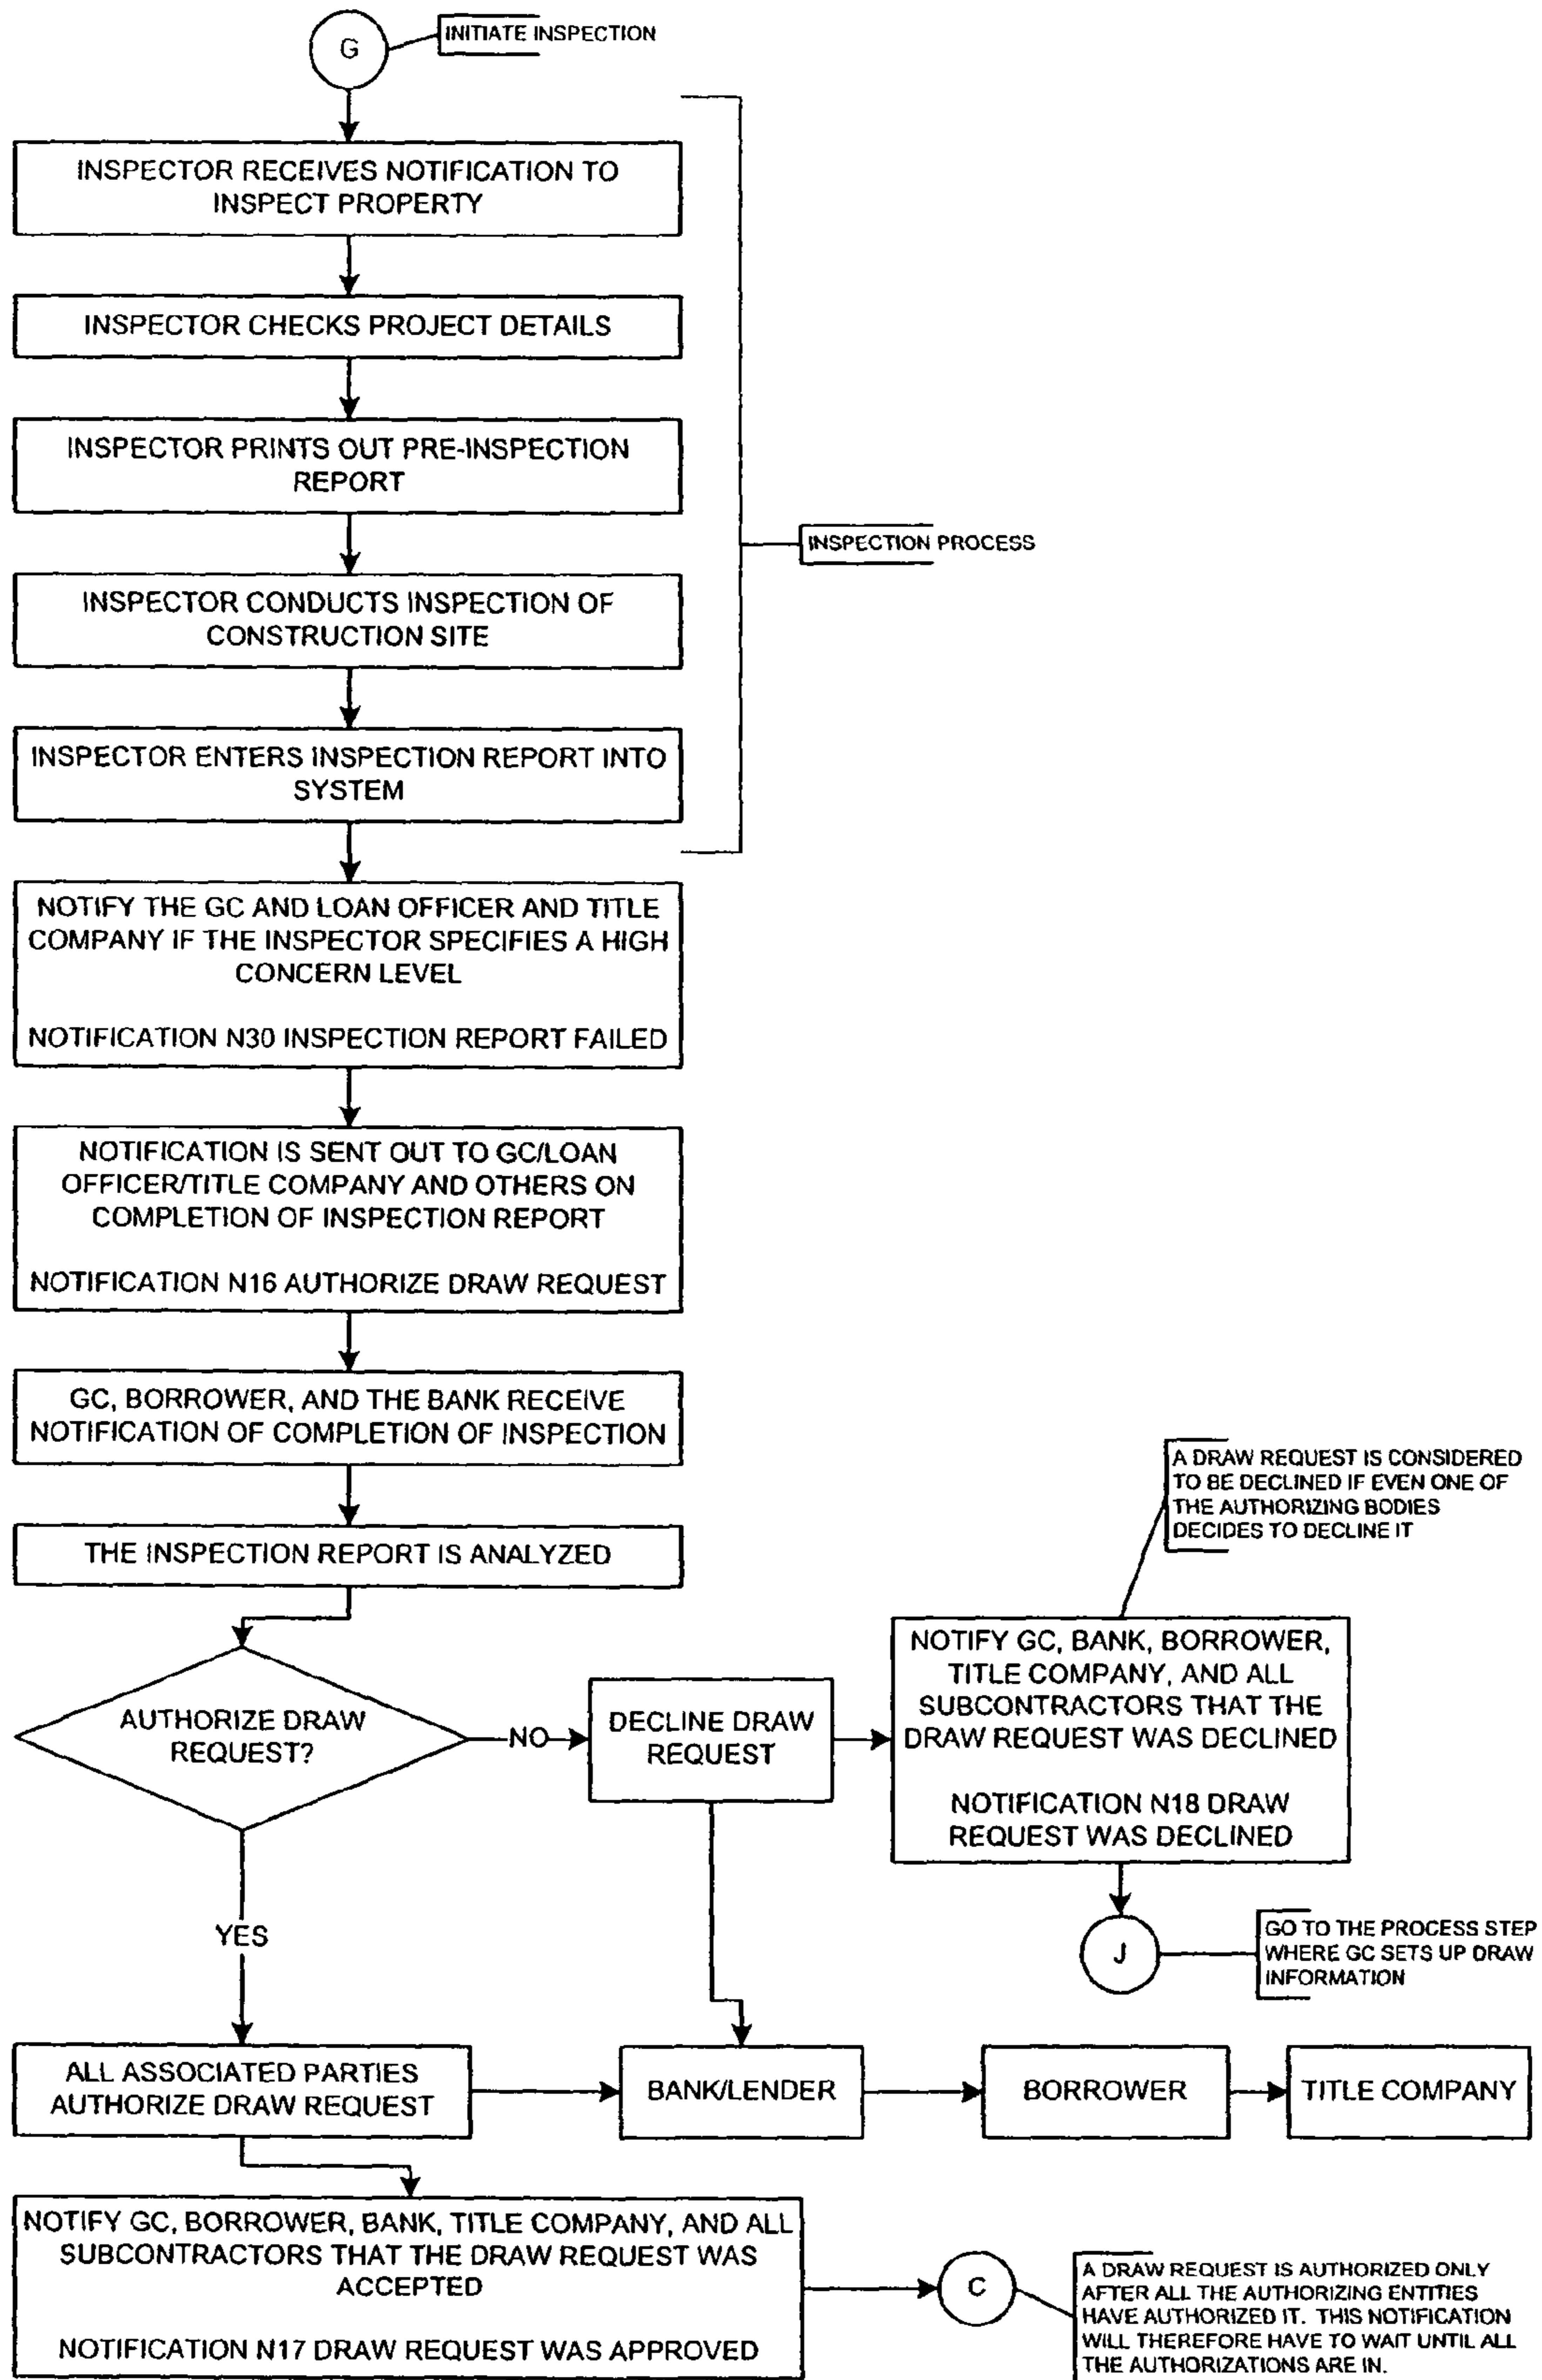 G
INITIATE INSPECTION
INSPECTOR RECEIVES NOTIFICATION TO
INSPECT PROPERTY
INSPECTOR CHECKS PROJECT DETAILS
INSPECTOR PRINTS OUT PRE-INSPECTION
REPORT
INSPECTION PROCESS
INSPECTOR CONDUCTS INSPECTION OF
CONSTRUCTION SITE
INSPECTOR ENTERS INSPECTION REPORT INTO
SYSTEM
NOTIFY THE GC AND LOAN OFFICER AND TITLE
COMPANY IF THE INSPECTOR SPECIFIES A HIGH
CONCERN LEVEL
NOTIFICATION N30 INSPECTION REPORT FAILED
NOTIFICATION IS SENT OUT TO GC/LOAN
OFFICER/TITLE COMPANY AND OTHERS ON
COMPLETION OF INSPECTION REPORT
NOTIFICATION N16 AUTHORIZE DRAW REQUEST
GC, BORROWER, AND THE BANK RECEIVE
NOTIFICATION OF COMPLETION OF INSPECTION
THE INSPECTION REPORT IS ANALYZED
A DRAW REQUEST IS CONSIDERED
TO BE DECLINED IF EVEN ONE OF
THE AUTHORIZING BODIES
DECIDES TO DECLINE IT
AUTHORIZE DRAW
REQUEST?
NO
DECLINE DRAW
REQUEST
NOTIFY GC, BANK, BORROWER,
TITLE COMPANY, AND ALL
SUBCONTRACTORS THAT THE
DRAW REQUEST WAS DECLINED
NOTIFICATION N18 DRAW
REQUEST WAS DECLINED
YES
J
GO TO THE PROCESS STEP
WHERE GC SETS UP DRAW
INFORMATION
ALL ASSOCIATED PARTIES
AUTHORIZE DRAW REQUEST
BANK/LENDER
BORROWER
TITLE COMPANY
NOTIFY GC, BORROWER, BANK, TITLE COMPANY, AND ALL
SUBCONTRACTORS THAT THE DRAW REQUEST WAS
ACCEPTED
NOTIFICATION N17 DRAW REQUEST WAS APPROVED
C
A DRAW REQUEST IS AUTHORIZED ONLY
AFTER ALL THE AUTHORIZING ENTITIES
HAVE AUTHORIZED IT. THIS NOTIFICATION
WILL THEREFORE HAVE TO WAIT UNTIL ALL
THE AUTHORIZATIONS ARE IN.